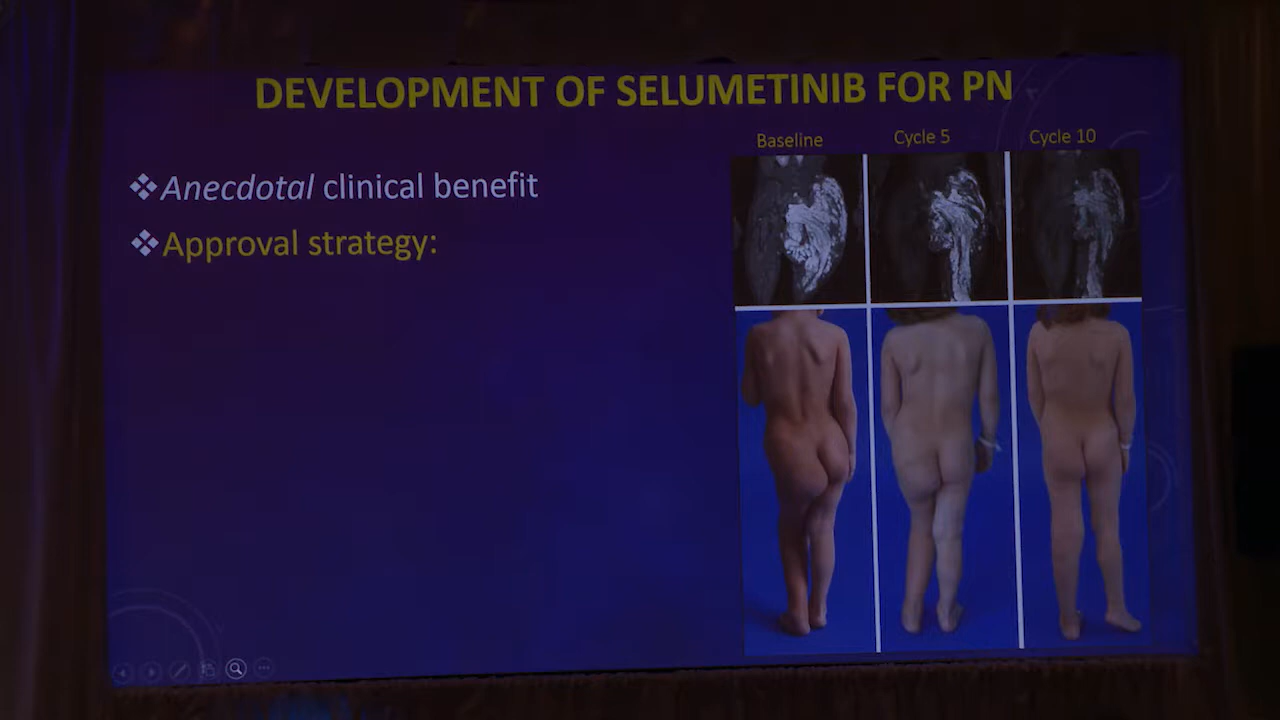 DEVELOPMENT OF SELUMETINIB FOR PN
Baseline
Cycle 5
Cycle 10
❖Anecdotal clinical benefit
❖Approval strategy: